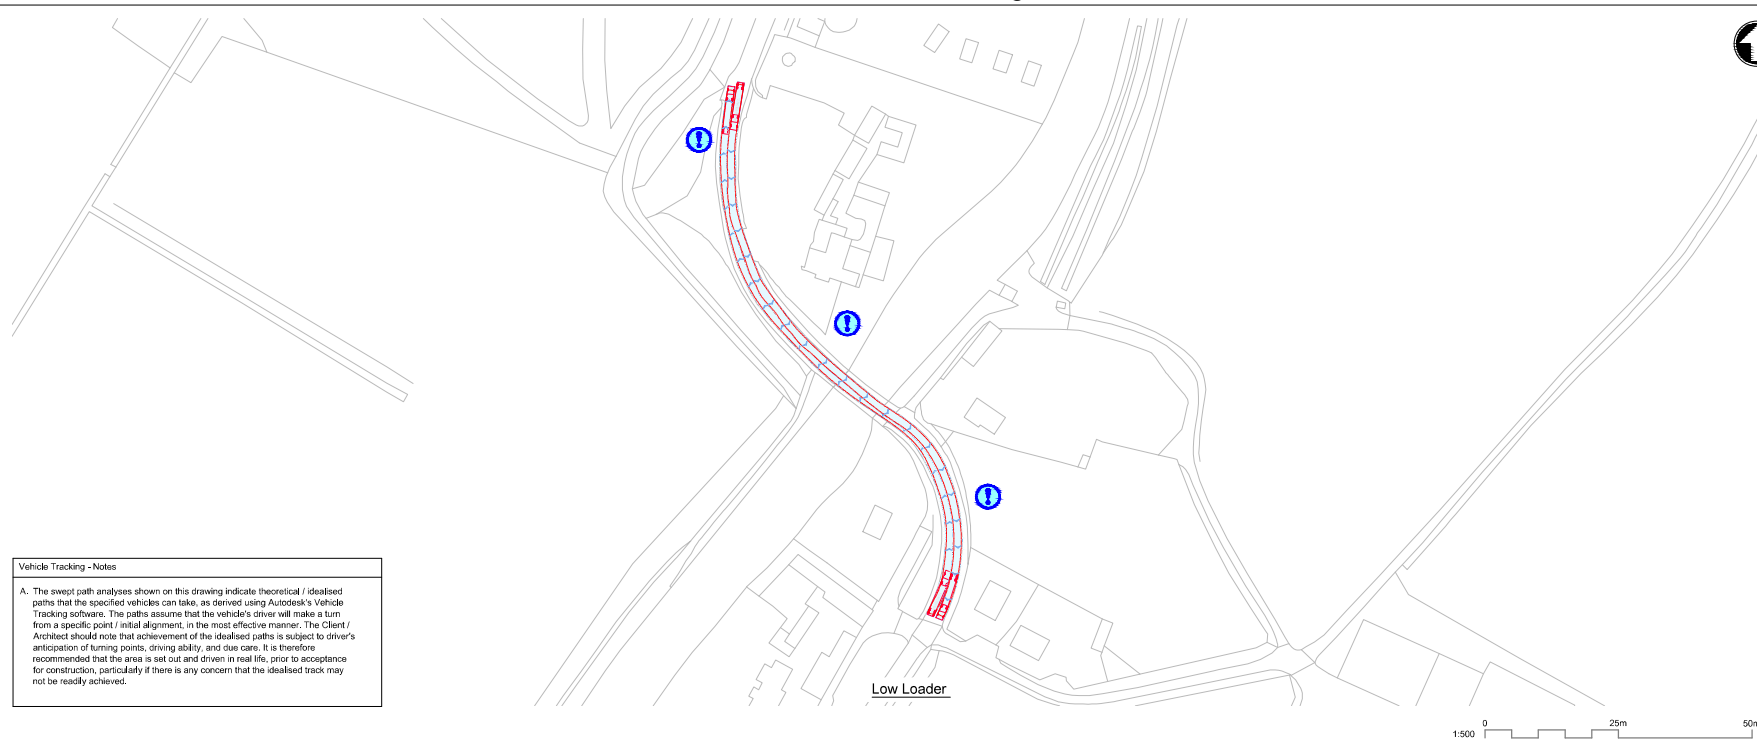 Vehicle Tracking - Notes
A. The swept path analyses shown on this drawing indicate theoretical / idealised
paths that the specified vehicles can take, as derived using Autodesk's Vehicle
Tracking software. The paths assume that the vehicle's driver will make a turn
from a specific point / initial alignment, in the most effective manner. The Client /
Architect should note that achievement of the idealised paths is subject to driver's
anticipation of turning points, driving ability, and due care. It is therefore
recommended that the area is set out and driven in real life, prior to acceptance
for construction, particularly if there is any concern that the idealised track may
not be readily achieved.
Low Loader
0 25m 50m
1:500